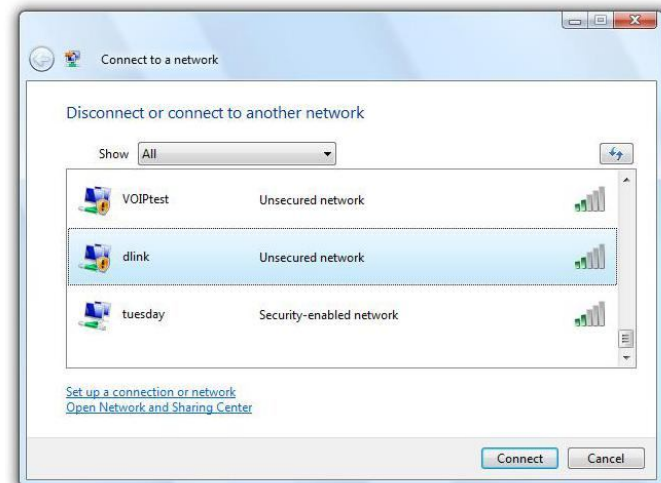 Connect to a network
Disconnect or connect to another network
Show All
VOIPtest Unsecured network
dlink Unsecured network
tuesday Security-enabled network
Set up a connection or network
Open Network and Sharing Center
Connect Cancel